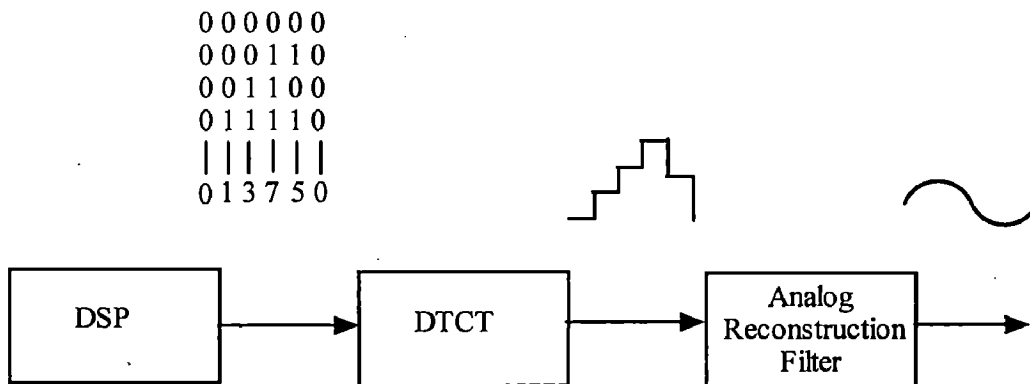 0 0 0 0 0 0
0 0 0 1 1 0
0 0 1 1 0 0
0 1 1 1 1 0
0 1 3 7 5 0
DSP
DTCT
Analog
Reconstruction
Filter